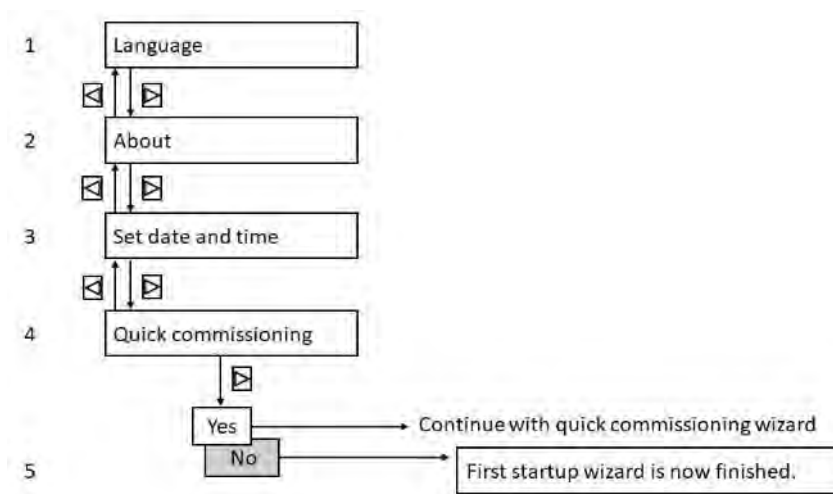 1 Language
2 About
3 Set date and time
4 Quick commissioning
Yes Continue with quick commissioning wizard
No
5 First startup wizard is now finished.